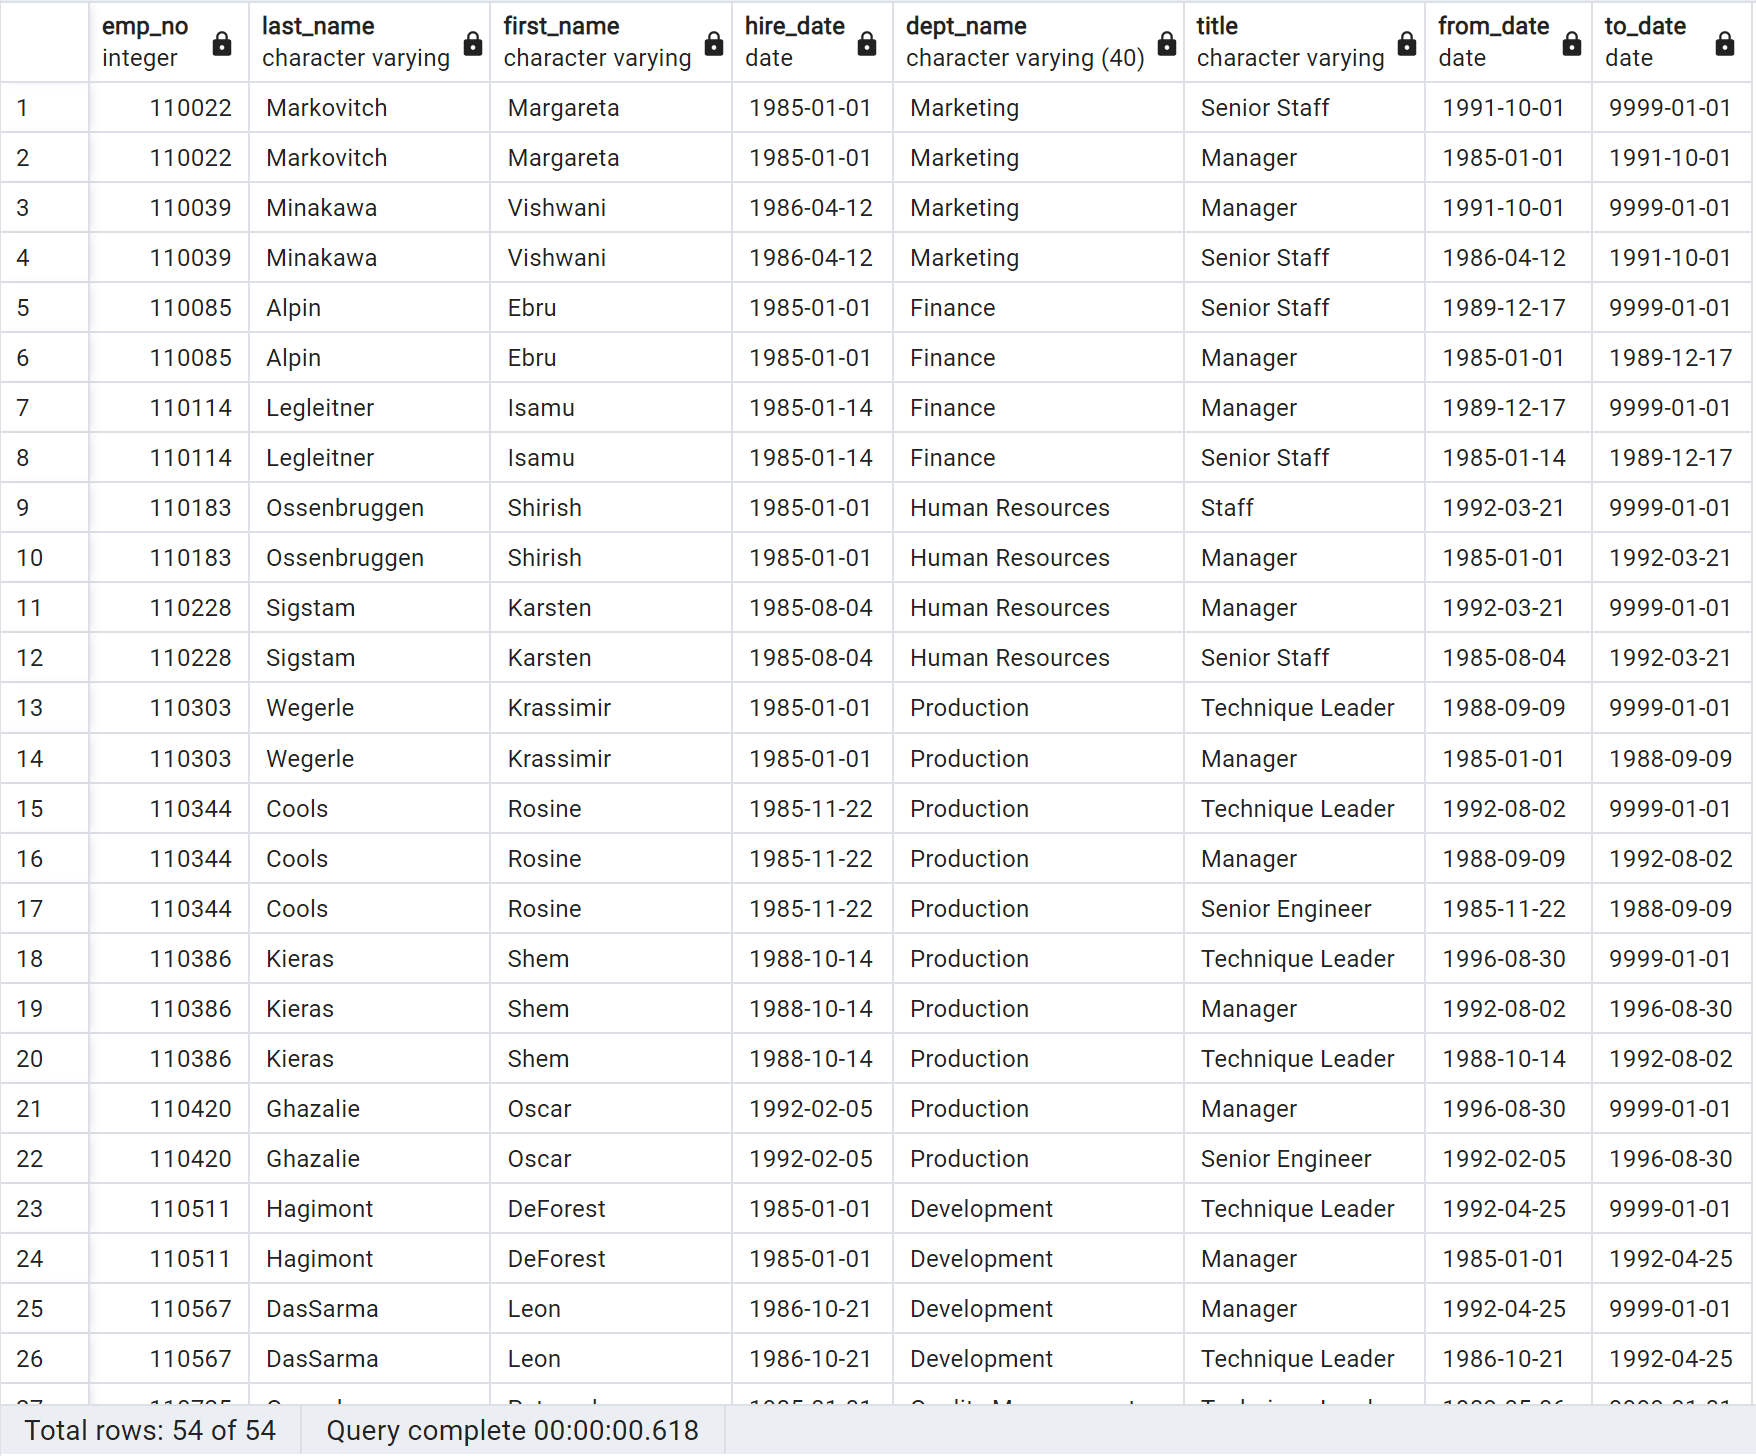 emp_no last_name first_name hire_date dept_name title from_date to_date
integer character varying character varying date character varying (40) character varying date date
1 110022 Markovitch Margareta 1985-01-01 Marketing Senior Staff 1991-10-01 9999-01-01
2 110022 Markovitch Margareta 1985-01-01 Marketing Manager 1985-01-01 1991-10-01
3 110039 Minakawa Vishwani 1986-04-12 Marketing Manager 1991-10-01 9999-01-01
4 110039 Minakawa Vishwani 1986-04-12 Marketing Senior Staff 1986-04-12 1991-10-01
5 110085 Alpin Ebru 1985-01-01 Finance Senior Staff 1989-12-17 9999-01-01
6 110085 Alpin Ebru 1985-01-01 Finance Manager 1985-01-01 1989-12-17
7 110114 Legleitner Isamu 1985-01-14 Finance Manager 1989-12-17 9999-01-01
8 110114 Legleitner Isamu 1985-01-14 Finance Senior Staff 1985-01-14 1989-12-17
9 110183 Ossenbruggen Shirish 1985-01-01 Human Resources Staff 1992-03-21 9999-01-01
10 110183 Ossenbruggen Shirish 1985-01-01 Human Resources Manager 1985-01-01 1992-03-21
11 110228 Sigstam Karsten 1985-08-04 Human Resources Manager 1992-03-21 9999-01-01
12 110228 Sigstam Karsten 1985-08-04 Human Resources Senior Staff 1985-08-04 1992-03-21
13 110303 Wegerle Krassimir 1985-01-01 Production Technique Leader 1988-09-09 9999-01-01
14 110303 Wegerle Krassimir 1985-01-01 Production Manager 1985-01-01 1988-09-09
15 110344 Cools Rosine 1985-11-22 Production Technique Leader 1992-08-02 9999-01-01
16 110344 Cools Rosine 1985-11-22 Production Manager 1988-09-09 1992-08-02
17 110344 Cools Rosine 1985-11-22 Production Senior Engineer 1985-11-22 1988-09-09
18 110386 Kieras Shem 1988-10-14 Production Technique Leader 1996-08-30 9999-01-01
19 110386 Kieras Shem 1988-10-14 Production Manager 1992-08-02 1996-08-30
20 110386 Kieras Shem 1988-10-14 Production Technique Leader 1988-10-14 1992-08-02
21 110420 Ghazalie Oscar 1992-02-05 Production Manager 1996-08-30 9999-01-01
22 110420 Ghazalie Oscar 1992-02-05 Production Senior Engineer 1992-02-05 1996-08-30
23 110511 Hagimont DeForest 1985-01-01 Development Technique Leader 1992-04-25 9999-01-01
24 110511 Hagimont DeForest 1985-01-01 Development Manager 1985-01-01 1992-04-25
25 110567 DasSarma Leon 1986-10-21 Development Manager 1992-04-25 9999-01-01
26 110567 DasSarma Leon 1986-10-21 Development Technique Leader 1986-10-21 1992-04-25
Total rows: 54 of 54 Query complete 00:00:00.618